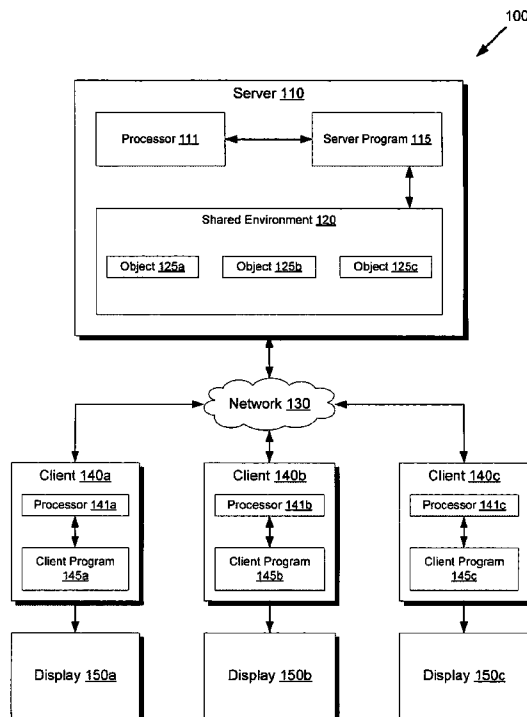 100
Server 110
Processor 111
Server Program 115
Shared Environment 120
Object 125a
Object 125b
Object 125c
Network 130
Client 140a
Client 140b
Client 140c
Processor 141a
Processor 141b
Processor 141c
Client Program
145a
Client Program
145b
Client Program
145c
Display 150a
Display 150b
Display 150c